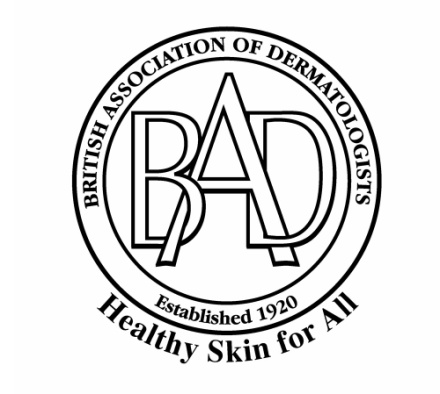 BRITISH ASSOCIATION OF DERMATOLOGISTS
BAD
Established 1920
Healthy Skin for All